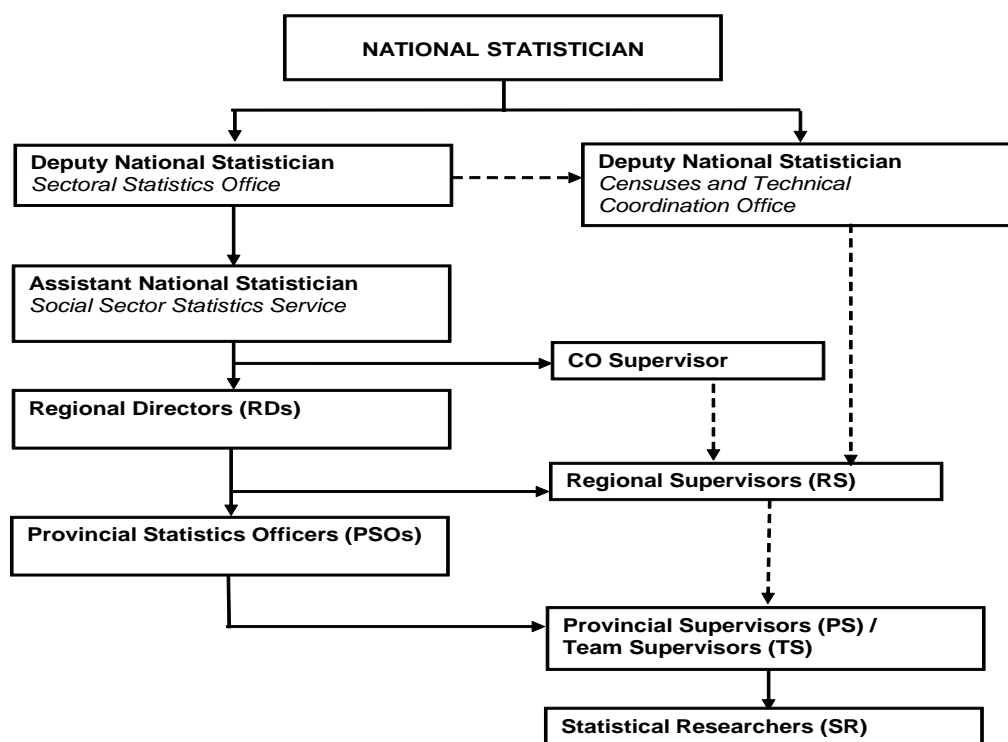 NATIONAL STATISTICIAN
Deputy National Statistician
Sectoral Statistics Office
Deputy National Statistician
Censuses and Technical
Coordination Office
Assistant National Statistician
Social Sector Statistics Service
CO Supervisor
Regional Directors (RDs)
Regional Supervisors (RS)
Provincial Statistics Officers (PSOs)
Provincial Supervisors (PS) /
Team Supervisors (TS)
Statistical Researchers (SR)